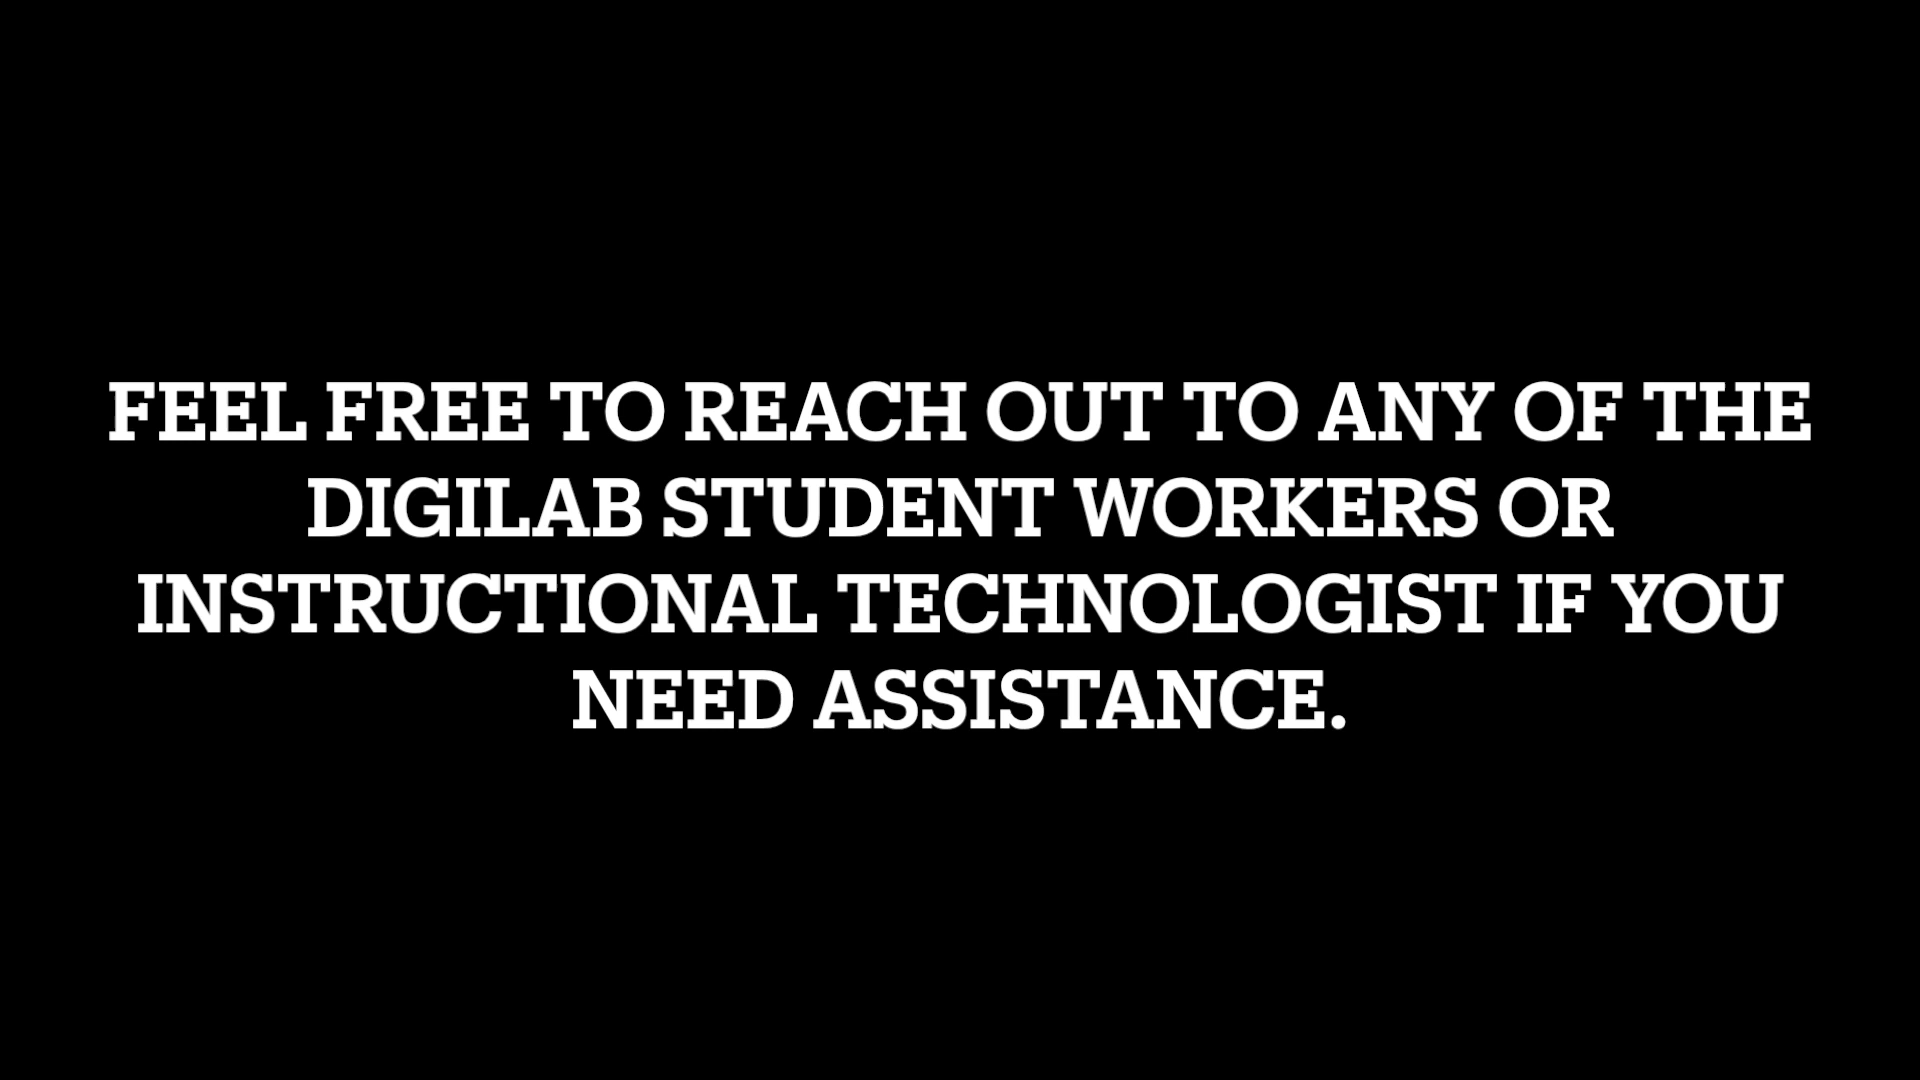 FEEL FREE TO REACH OUT TO ANY OF THE
DIGILAB STUDENT WORKERS OR
INSTRUCTIONAL TECHNOLOGIST IF YOU
NEED ASSISTANCE.